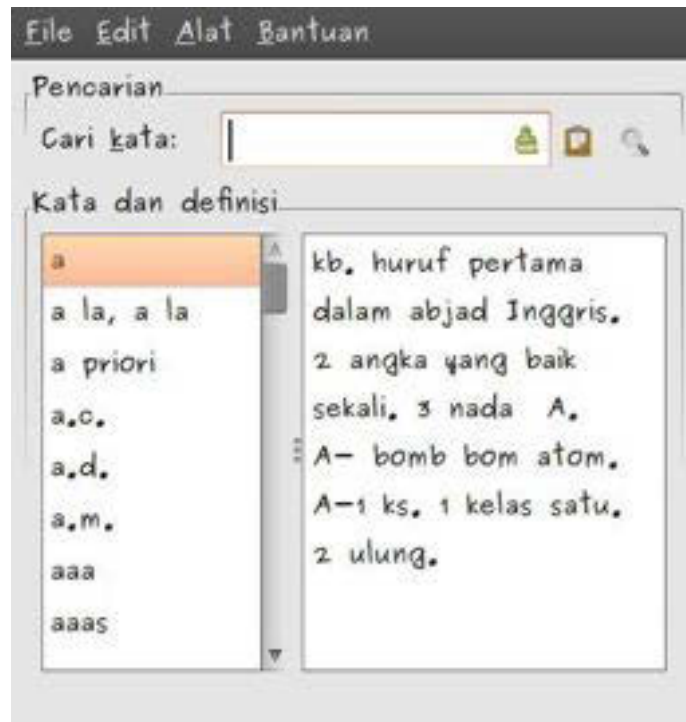 File Edit Alat Bantuan
Pencarian
Cari kata:
Kata dan definisi
a
a la, a la
a priori
a.c.
a.d.
a.m.
aaa
aaas
kb. huruf pertama
dalam abjad Inggris.
2 angka yang baik
sekali. 3 nada A.
A- bomb bom atom.
A-1 ks. 1 kelas satu.
2 ulung.